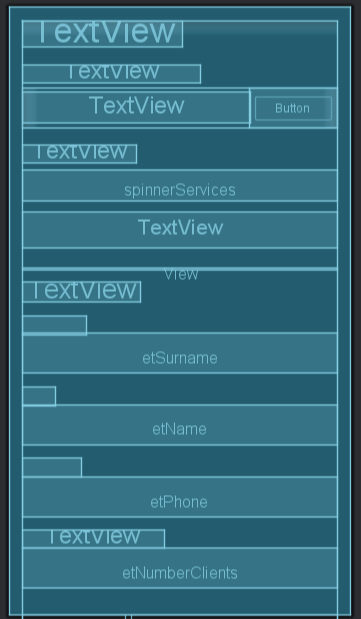 TextView
TextView
TextView
Button
TextView
spinnerServices
TextView
View
TextView
etSurname
etName
etPhone
TextView
etNumberClients